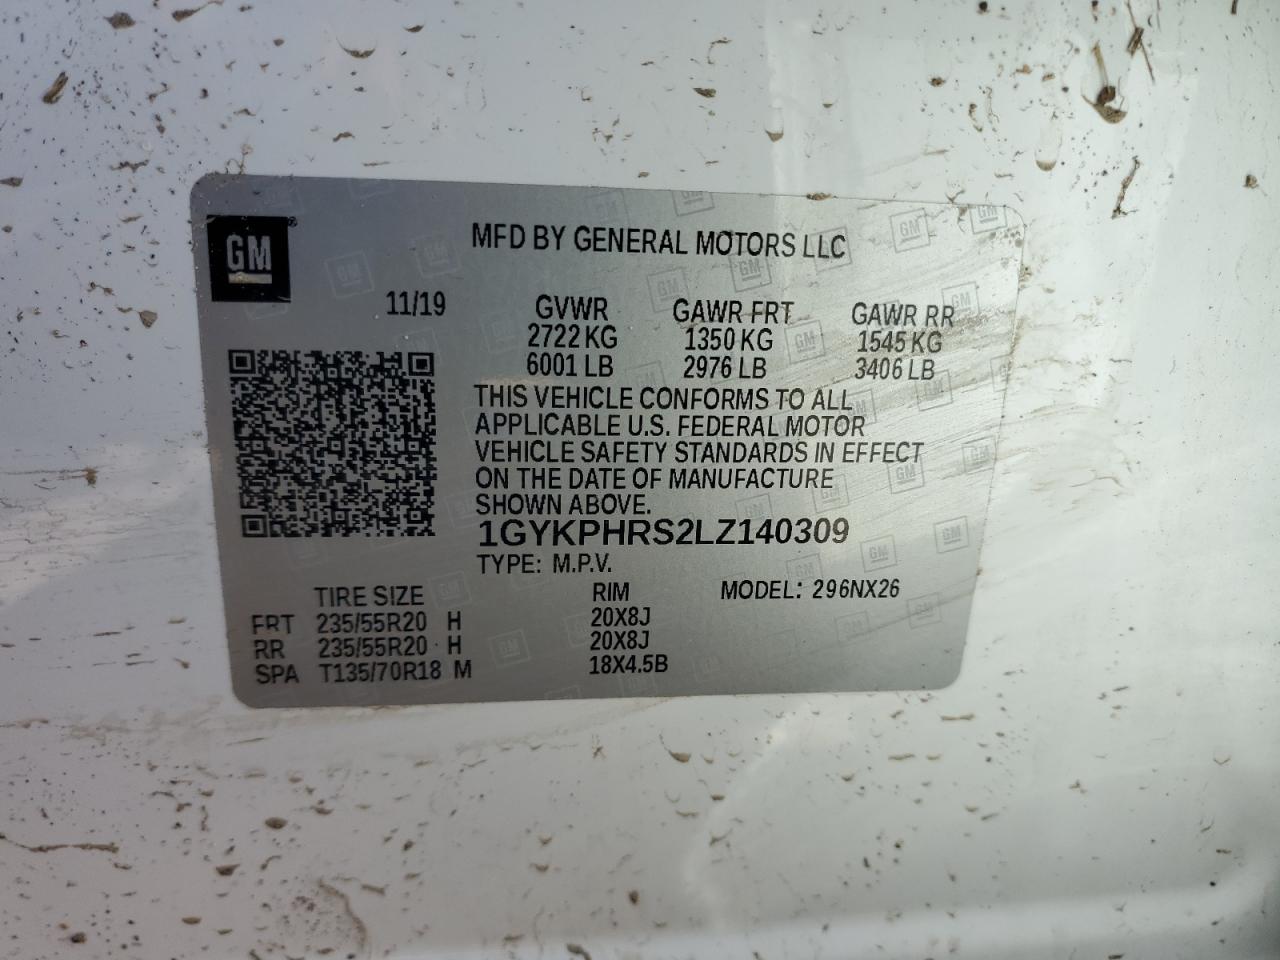 GM
MFD BY GENERAL MOTORS LLC
11/19 GVWR GAWR FRT GAWR RR
2722 KG 1350 KG 1545 KG
6001 LB 2976 LB 3406 LB
THIS VEHICLE CONFORMS TO ALL
APPLICABLE U.S. FEDERAL MOTOR
VEHICLE SAFETY STANDARDS IN EFFECT
ON THE DATE OF MANUFACTURE
SHOWN ABOVE.
1GYKPHRS2LZ140309
TYPE: M.P.V.
TIRE SIZE RIM MODEL: 296NX26
FRT 235/55R20 H 20X8J
RR 235/55R20 H 20X8J
SPA T135/70R18 M 18X4.5B